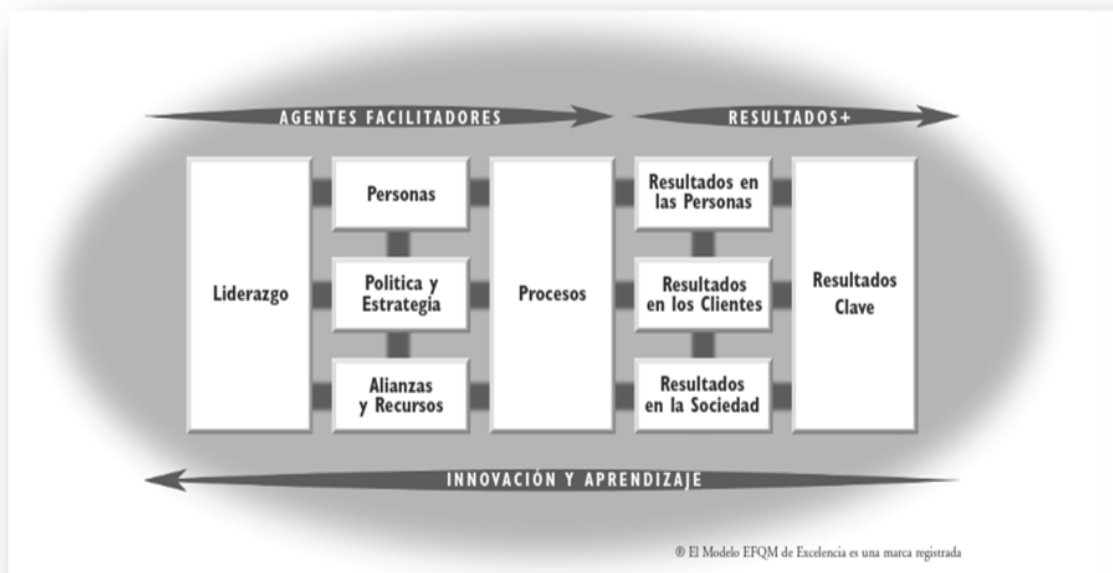 AGENTES FACILITADORES
RESULTADOS+
Liderazgo
Personas
Politica y
Estrategia
Alianzas
y Recursos
Procesos
Resultados en
las Personas
Resultados
en los Clientes
Resultados
en la Sociedad
Resultados
Clave
INNOVACIÓN Y APRENDIZAJE
® El Modelo EFQM de Excelencia es una marca registrada